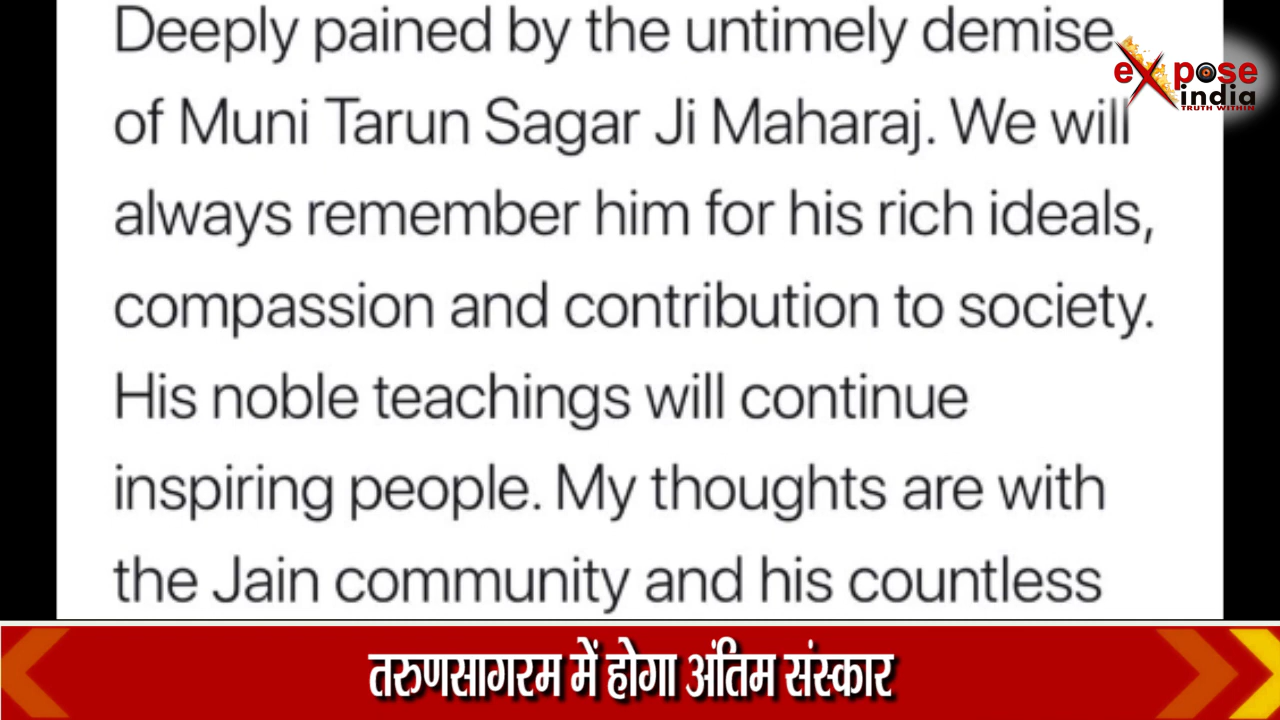 Deeply pained by the untimely demise
of Muni Tarun Sagar Ji Maharaj. We will
always remember him for his rich ideals,
compassion and contribution to society.
His noble teachings will continue
inspiring people. My thoughts are with
the Jain community and his countless
expose
india
TRUTH WITHIN
तरुणसागरम में होगा अंतिम संस्कार